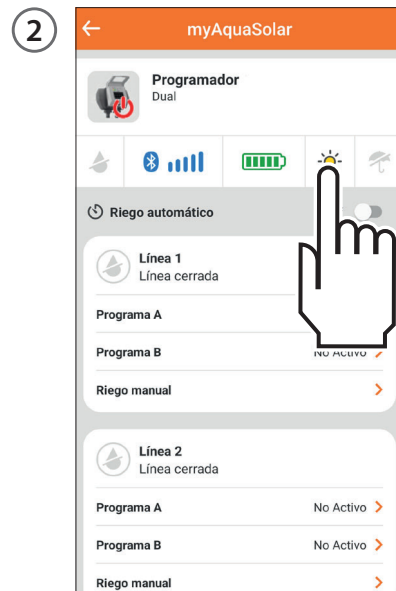 2
myAquaSolar
Programador
Dual
Riego automático
Línea 1
Línea cerrada
Programa A
Programa B No Activo
Riego manual
Línea 2
Línea cerrada
Programa A No Activo
Programa B No Activo
Riego manual